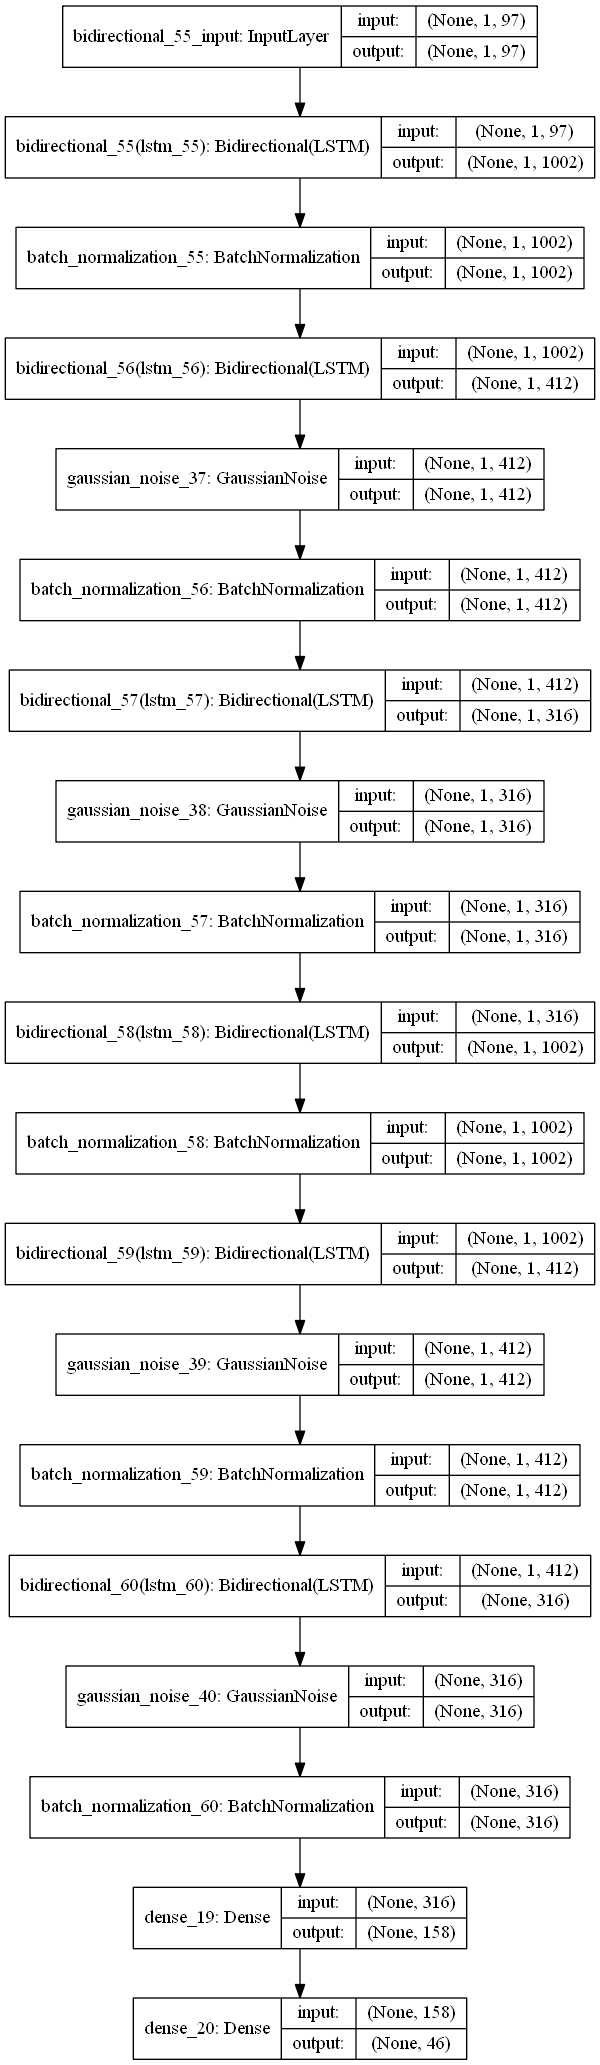 bidirectional_55_input: InputLayer
input: (None, 1, 97)
output: (None, 1, 97)
bidirectional_55(lstm_55): Bidirectional(LSTM)
input: (None, 1, 97)
output: (None, 1, 1002)
batch_normalization_55: BatchNormalization
input: (None, 1, 1002)
output: (None, 1, 1002)
bidirectional_56(lstm_56): Bidirectional(LSTM)
input: (None, 1, 1002)
output: (None, 1, 412)
gaussian_noise_37: GaussianNoise
input: (None, 1, 412)
output: (None, 1, 412)
batch_normalization_56: BatchNormalization
input: (None, 1, 412)
output: (None, 1, 412)
bidirectional_57(lstm_57): Bidirectional(LSTM)
input: (None, 1, 412)
output: (None, 1, 316)
gaussian_noise_38: GaussianNoise
input: (None, 1, 316)
output: (None, 1, 316)
batch_normalization_57: BatchNormalization
input: (None, 1, 316)
output: (None, 1, 316)
bidirectional_58(lstm_58): Bidirectional(LSTM)
input: (None, 1, 316)
output: (None, 1, 1002)
batch_normalization_58: BatchNormalization
input: (None, 1, 1002)
output: (None, 1, 1002)
bidirectional_59(lstm_59): Bidirectional(LSTM)
input: (None, 1, 1002)
output: (None, 1, 412)
gaussian_noise_39: GaussianNoise
input: (None, 1, 412)
output: (None, 1, 412)
batch_normalization_59: BatchNormalization
input: (None, 1, 412)
output: (None, 1, 412)
bidirectional_60(lstm_60): Bidirectional(LSTM)
input: (None, 1, 412)
output: (None, 316)
gaussian_noise_40: GaussianNoise
input: (None, 316)
output: (None, 316)
batch_normalization_60: BatchNormalization
input: (None, 316)
output: (None, 316)
dense_19: Dense
input: (None, 316)
output: (None, 158)
dense_20: Dense
input: (None, 158)
output: (None, 46)